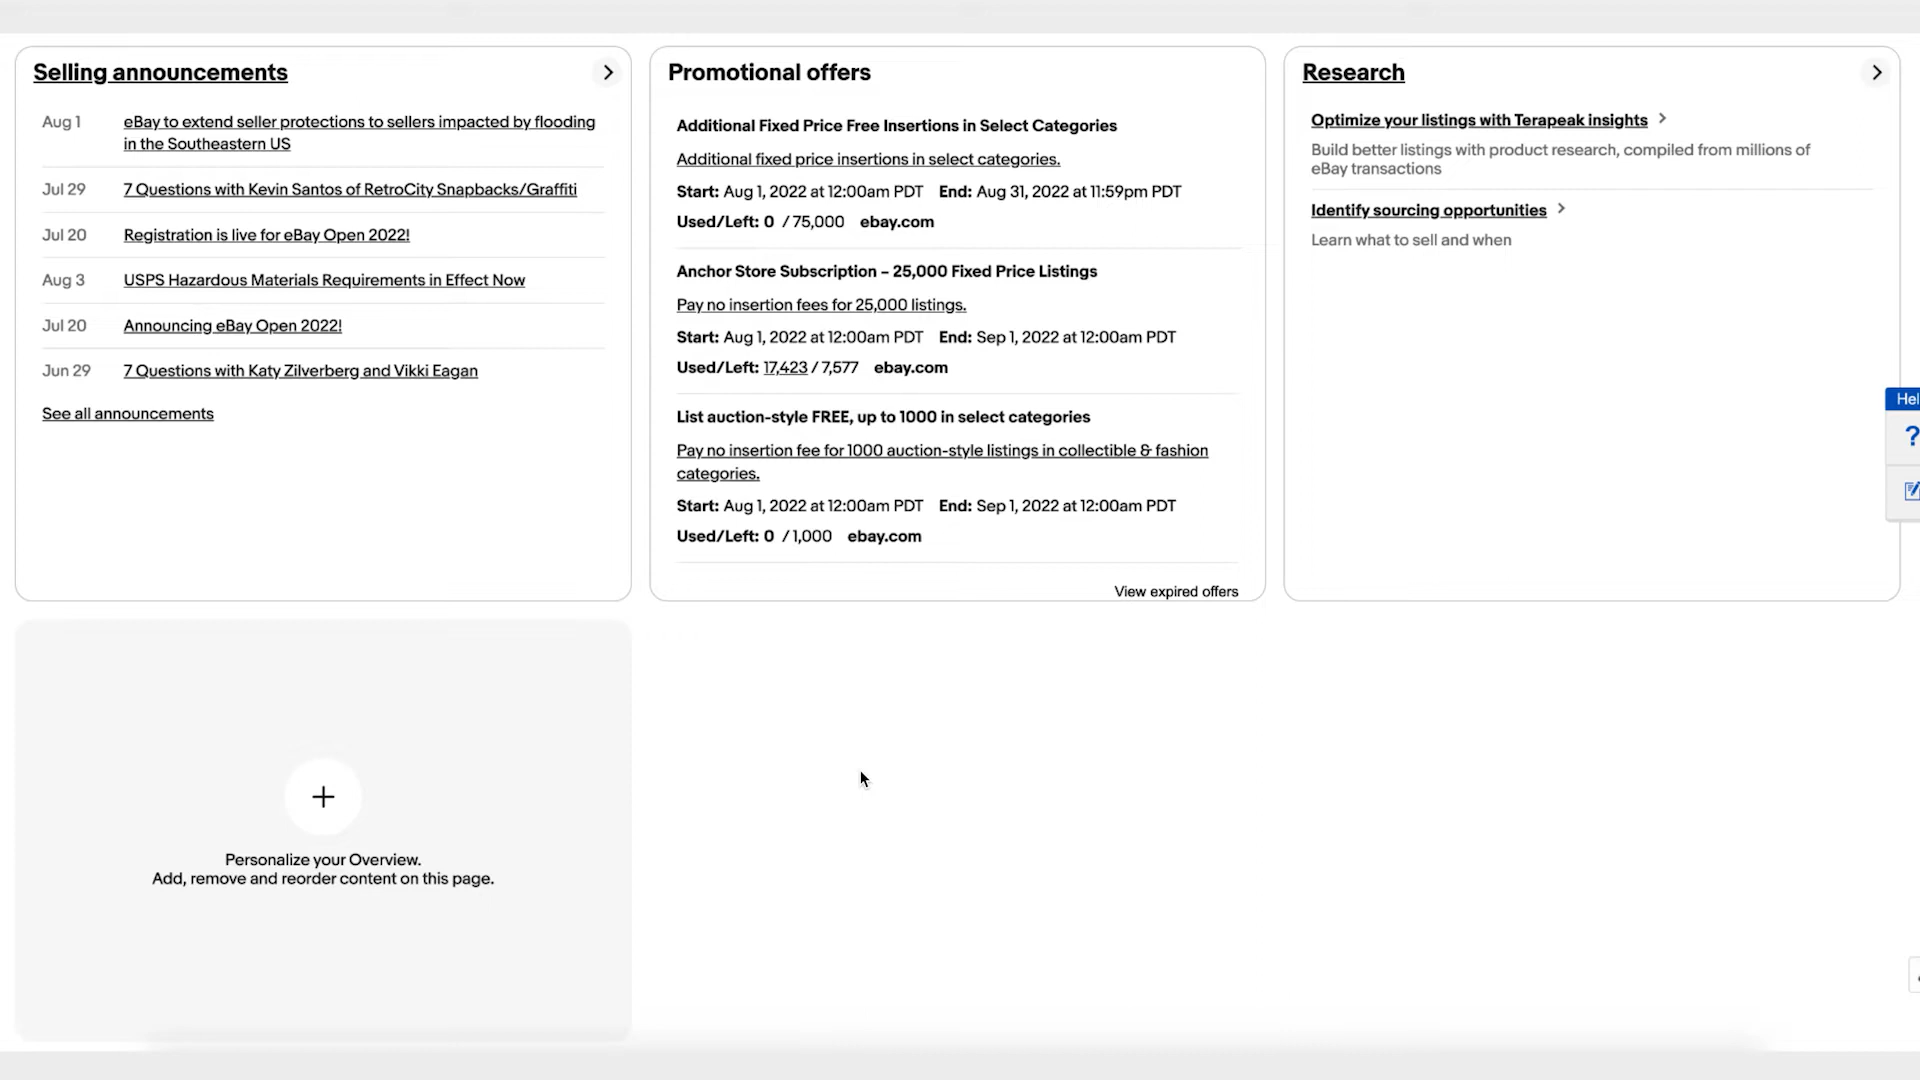 Selling announcements
Aug 1 eBay to extend seller protections to sellers impacted by flooding
in the Southeastern US
Jul 29 7 Questions with Kevin Santos of RetroCity Snapbacks/Graffiti
Jul 20 Registration is live for eBay Open 2022!
Aug 3 USPS Hazardous Materials Requirements in Effect Now
Jul 20 Announcing eBay Open 2022!
Jun 29 7 Questions with Katy Zilverberg and Vikki Eagan
See all announcements
Promotional offers
Additional Fixed Price Free Insertions in Select Categories
Additional fixed price insertions in select categories.
Start: Aug 1, 2022 at 12:00am PDT End: Aug 31, 2022 at 11:59pm PDT
Used/Left: 0 / 75,000 ebay.com
Anchor Store Subscription – 25,000 Fixed Price Listings
Pay no insertion fees for 25,000 listings.
Start: Aug 1, 2022 at 12:00am PDT End: Sep 1, 2022 at 12:00am PDT
Used/Left: 17,423 / 7,577 ebay.com
List auction-style FREE, up to 1000 in select categories
Pay no insertion fee for 1000 auction-style listings in collectible & fashion
categories.
Start: Aug 1, 2022 at 12:00am PDT End: Sep 1, 2022 at 12:00am PDT
Used/Left: 0 / 1,000 ebay.com
View expired offers
Research
Optimize your listings with Terapeak insights
Build better listings with product research, compiled from millions of
eBay transactions
Identify sourcing opportunities
Learn what to sell and when
Hel
?
Personalize your Overview.
Add, remove and reorder content on this page.